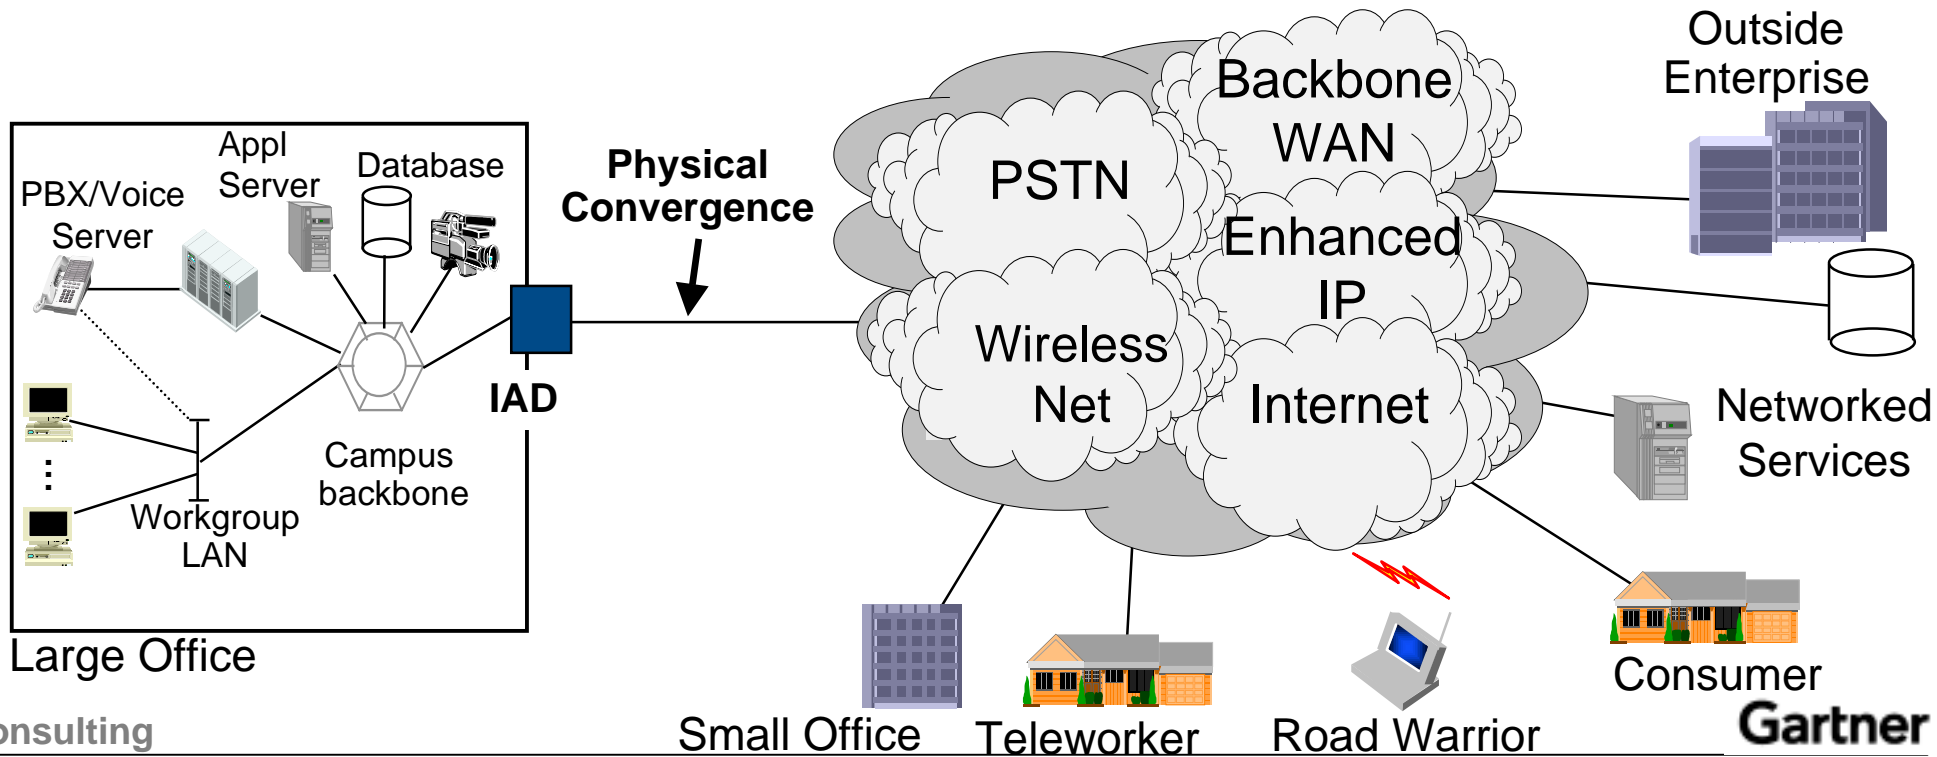 Outside
Enterprise
Backbone
WAN
PSTN
Enhanced
IP
Wireless
Net
Internet
Physical
Convergence
Appl
Server
Database
PBX/Voice
Server
IAD
Campus
backbone
Workgroup
LAN
Large Office
Networked
Services
Consumer
Small Office
Teleworker
Road Warrior
onsulting
Gartner